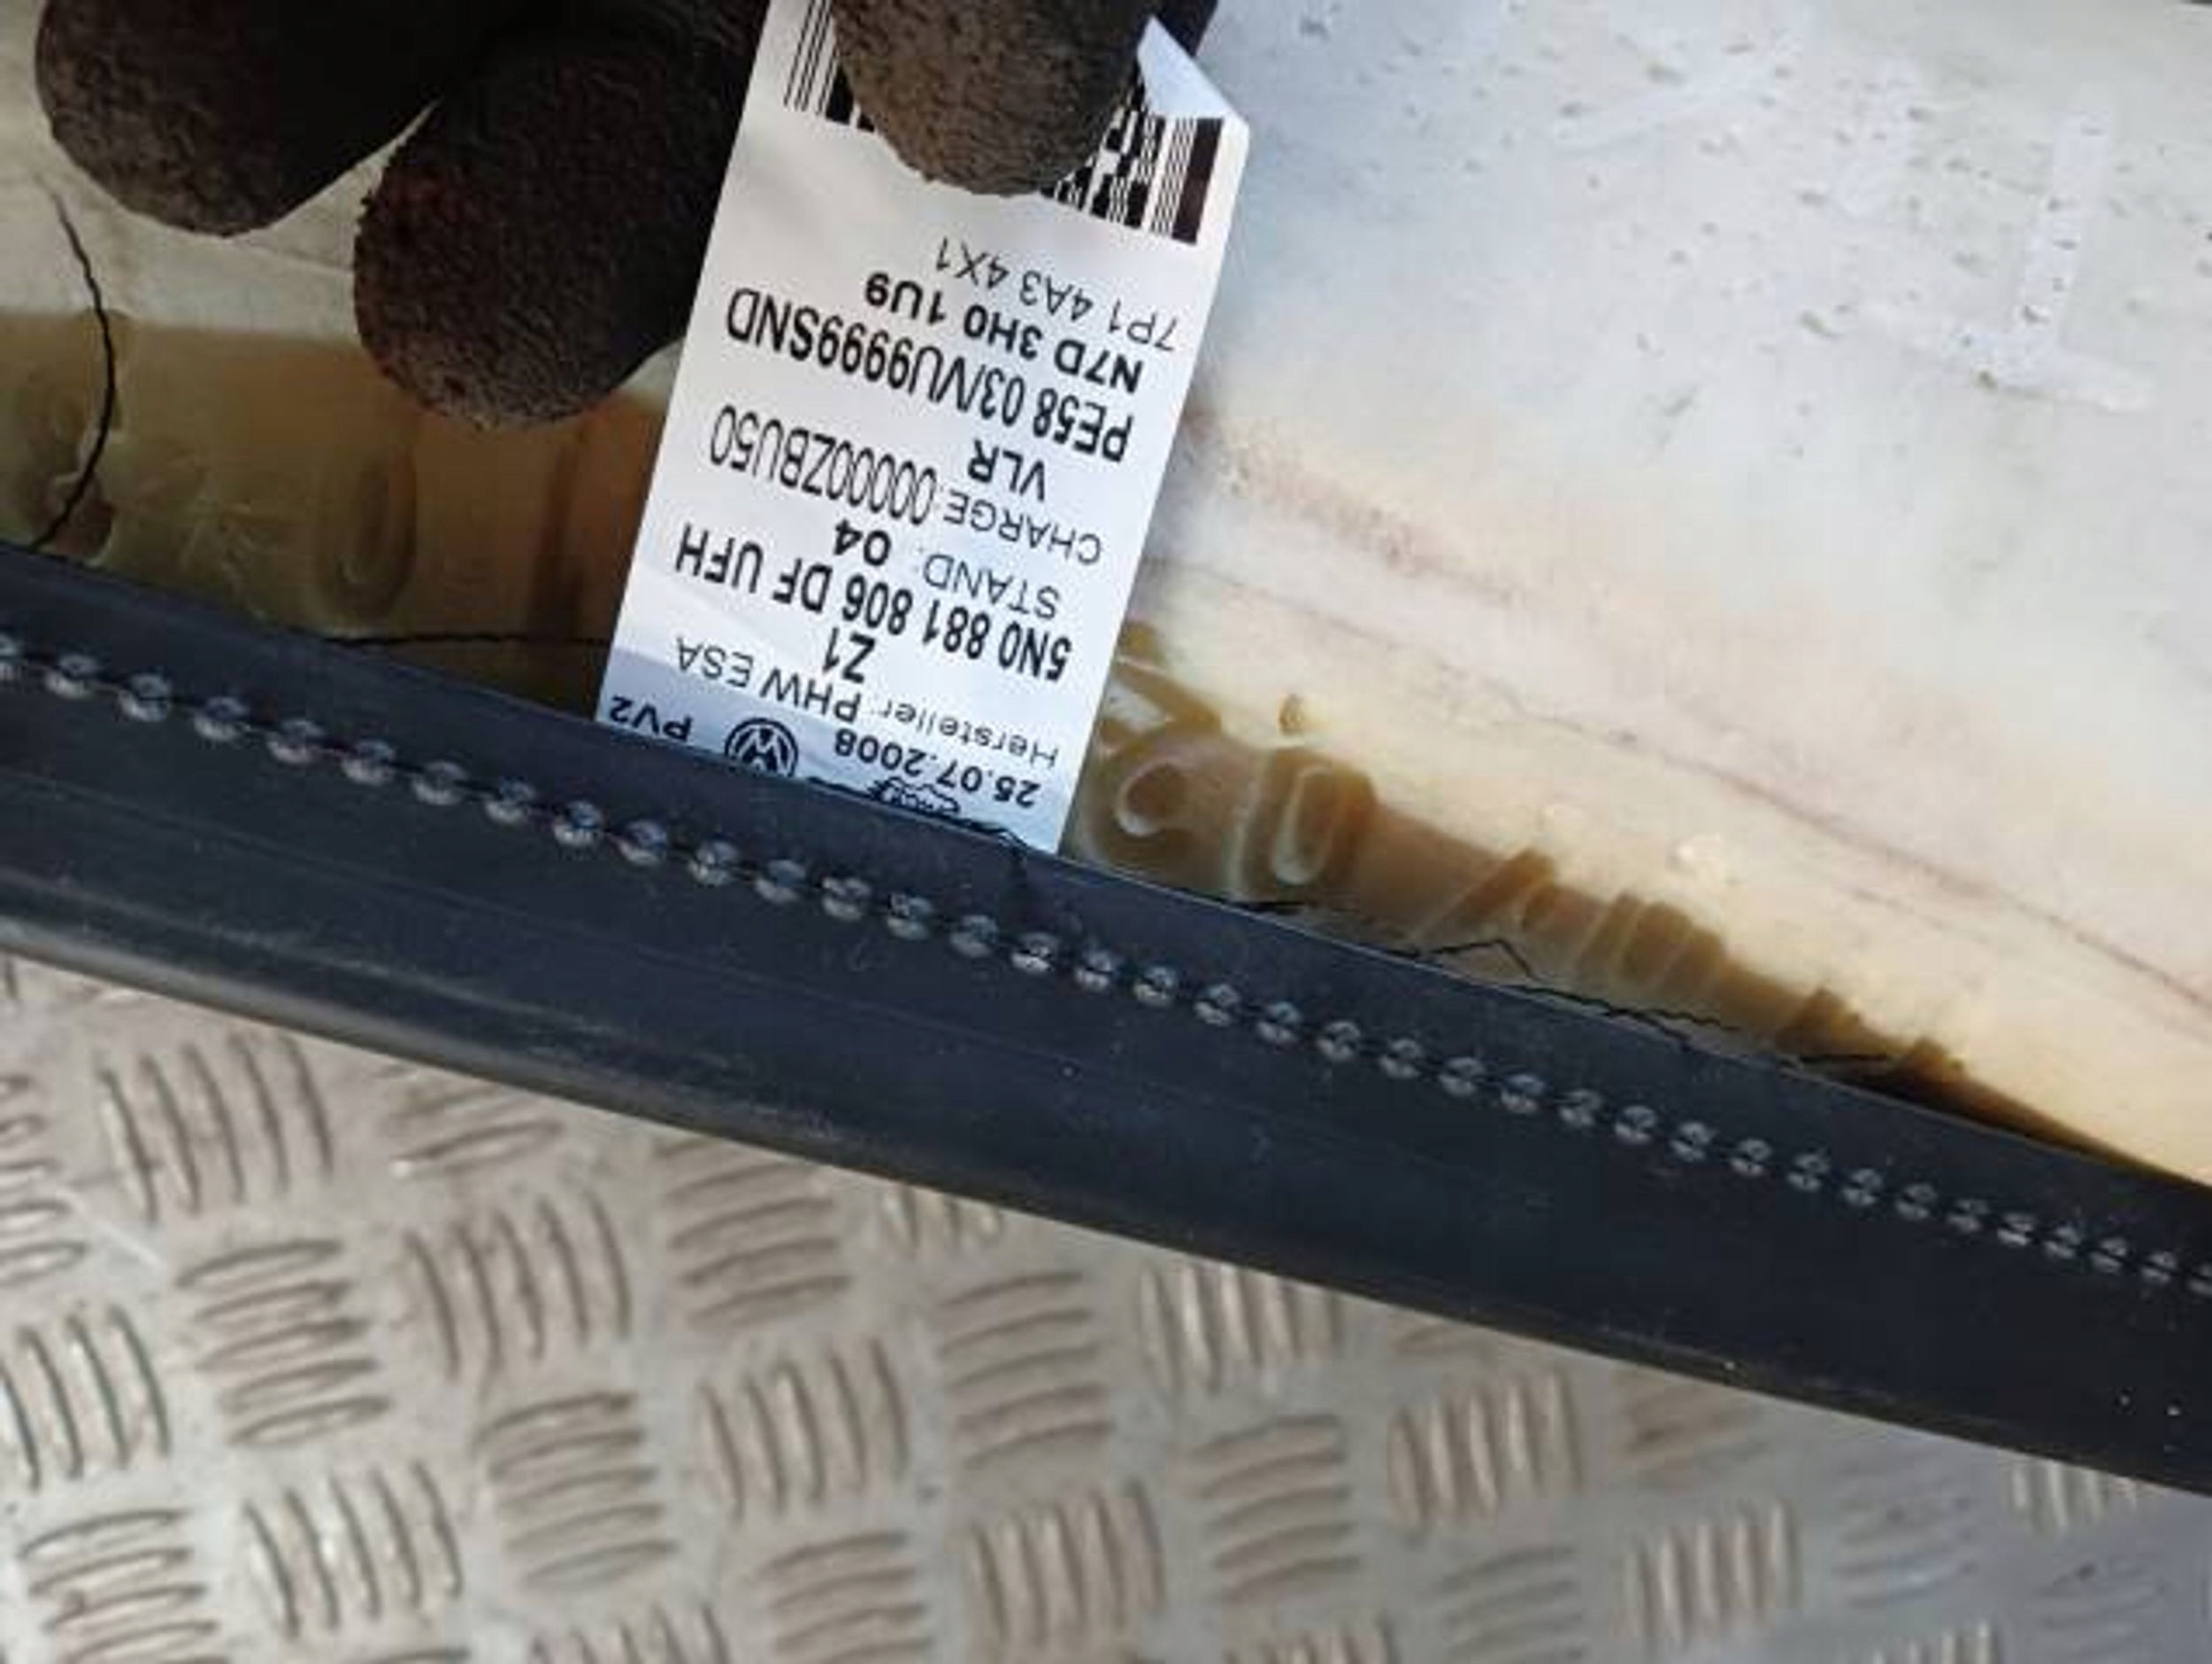 25.07.2008 PV2
Hersteller: PHW ESA
Z1
5N0 881 806 DF UFH
STAND: 04
CHARGE: 00000ZBU50
VLR
PE58 03/VU9999SND
N7D 3H0 1U9
7P1 4A3 4X1